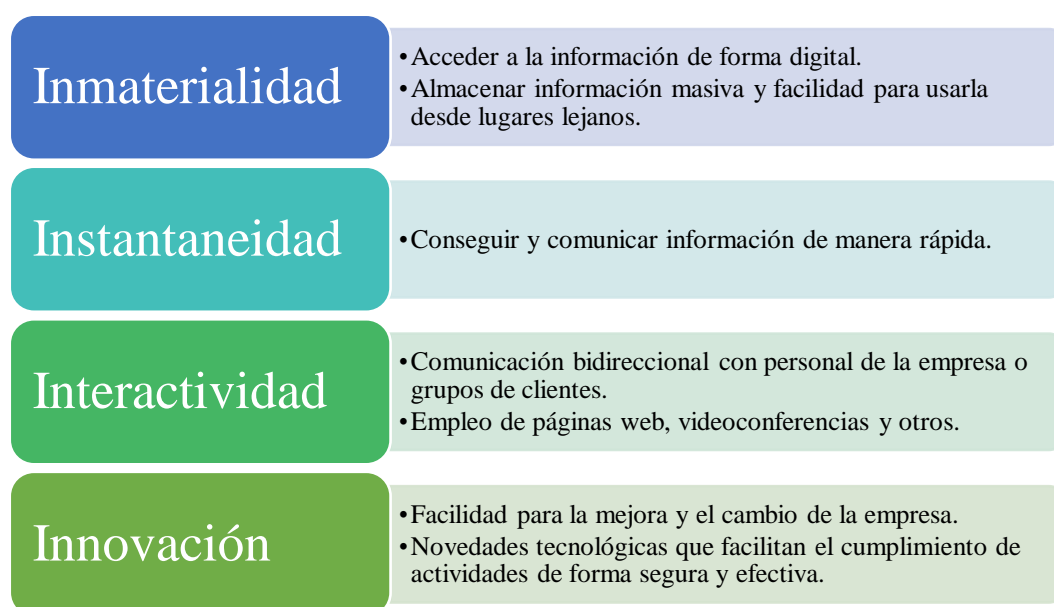 Inmaterialidad
•Acceder a la información de forma digital.
•Almacenar información masiva y facilidad para usarla
desde lugares lejanos.
Instantaneidad
•Conseguir y comunicar información de manera rápida.
Interactividad
•Comunicación bidireccional con personal de la empresa o
grupos de clientes.
•Empleo de páginas web, videoconferencias y otros.
Innovación
•Facilidad para la mejora y el cambio de la empresa.
•Novedades tecnológicas que facilitan el cumplimiento de
actividades de forma segura y efectiva.